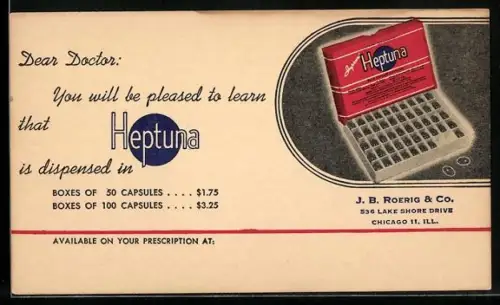 Dear Doctor:
You will be pleased to learn
that Heptuna
is dispensed in
BOXES OF 50 CAPSULES . . . . $1.75
BOXES OF 100 CAPSULES . . . . $3.25
AVAILABLE ON YOUR PRESCRIPTION AT:
Heptuna
J. B. ROERIG & CO.
536 LAKE SHORE DRIVE
CHICAGO 11, ILL.